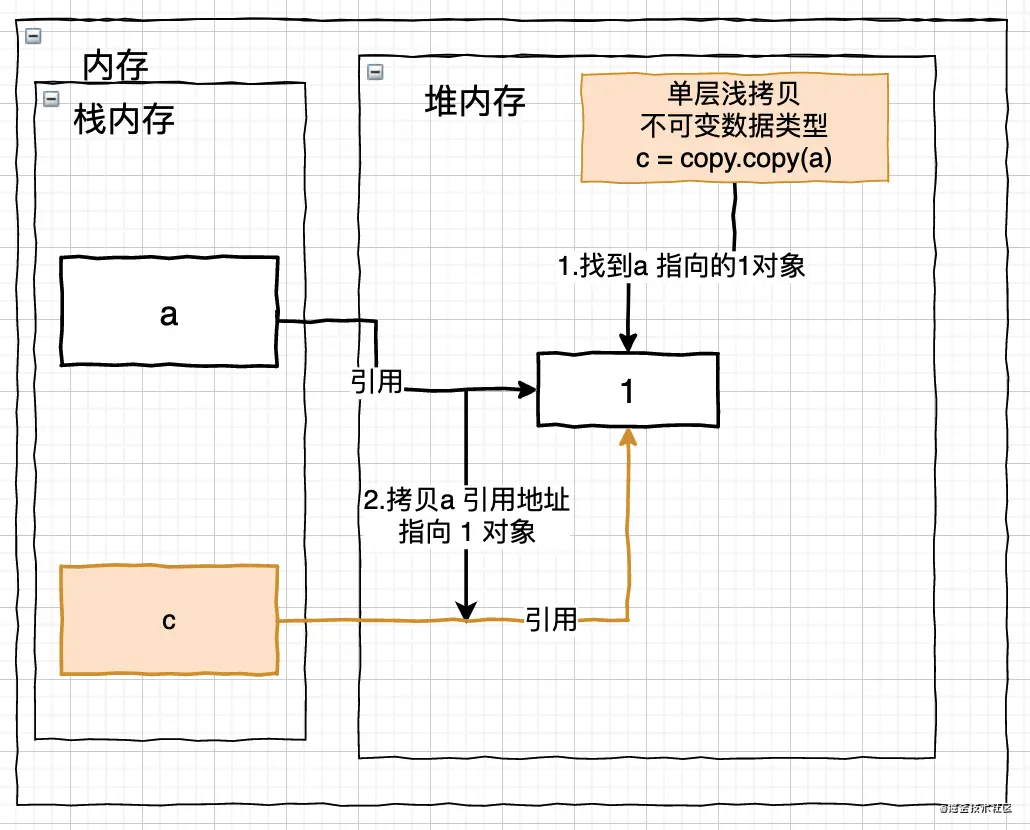 内存
栈内存
堆内存
单层浅拷贝
不可变数据类型
c = copy.copy(a)
1.找到a 指向的1对象
a
引用
1
2.拷贝a 引用地址
指向 1 对象
c
引用
@掘金技术社区